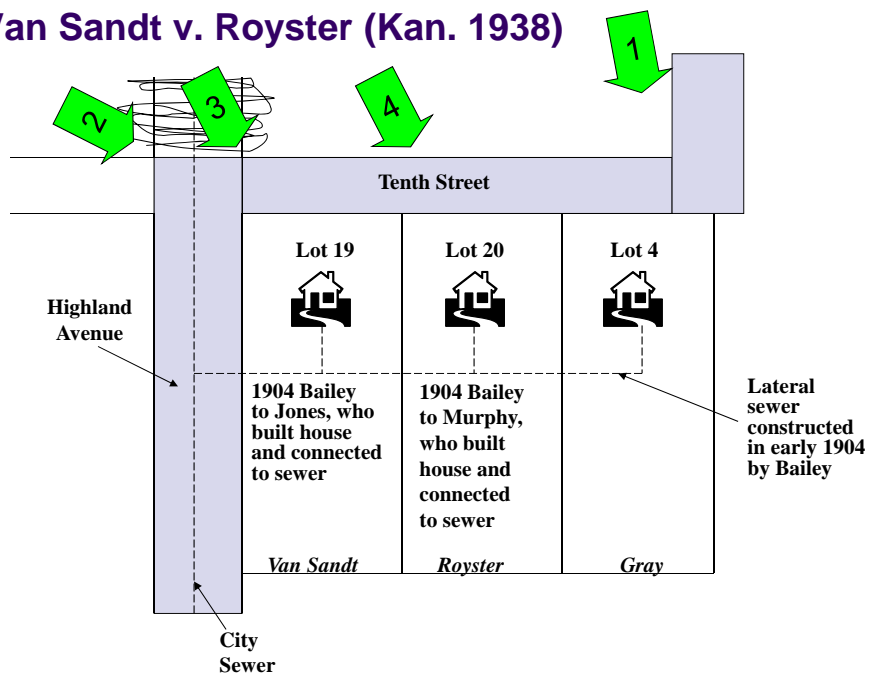 Van Sandt v. Royster (Kan. 1938)
1
2
3
4
Tenth Street
Lot 19
Lot 20
Lot 4
Highland
Avenue
1904 Bailey
to Jones, who
built house
and connected
to sewer
1904 Bailey
to Murphy,
who built
house and
connected
to sewer
Lateral
sewer
constructed
in early 1904
by Bailey
Van Sandt
Royster
Gray
City
Sewer